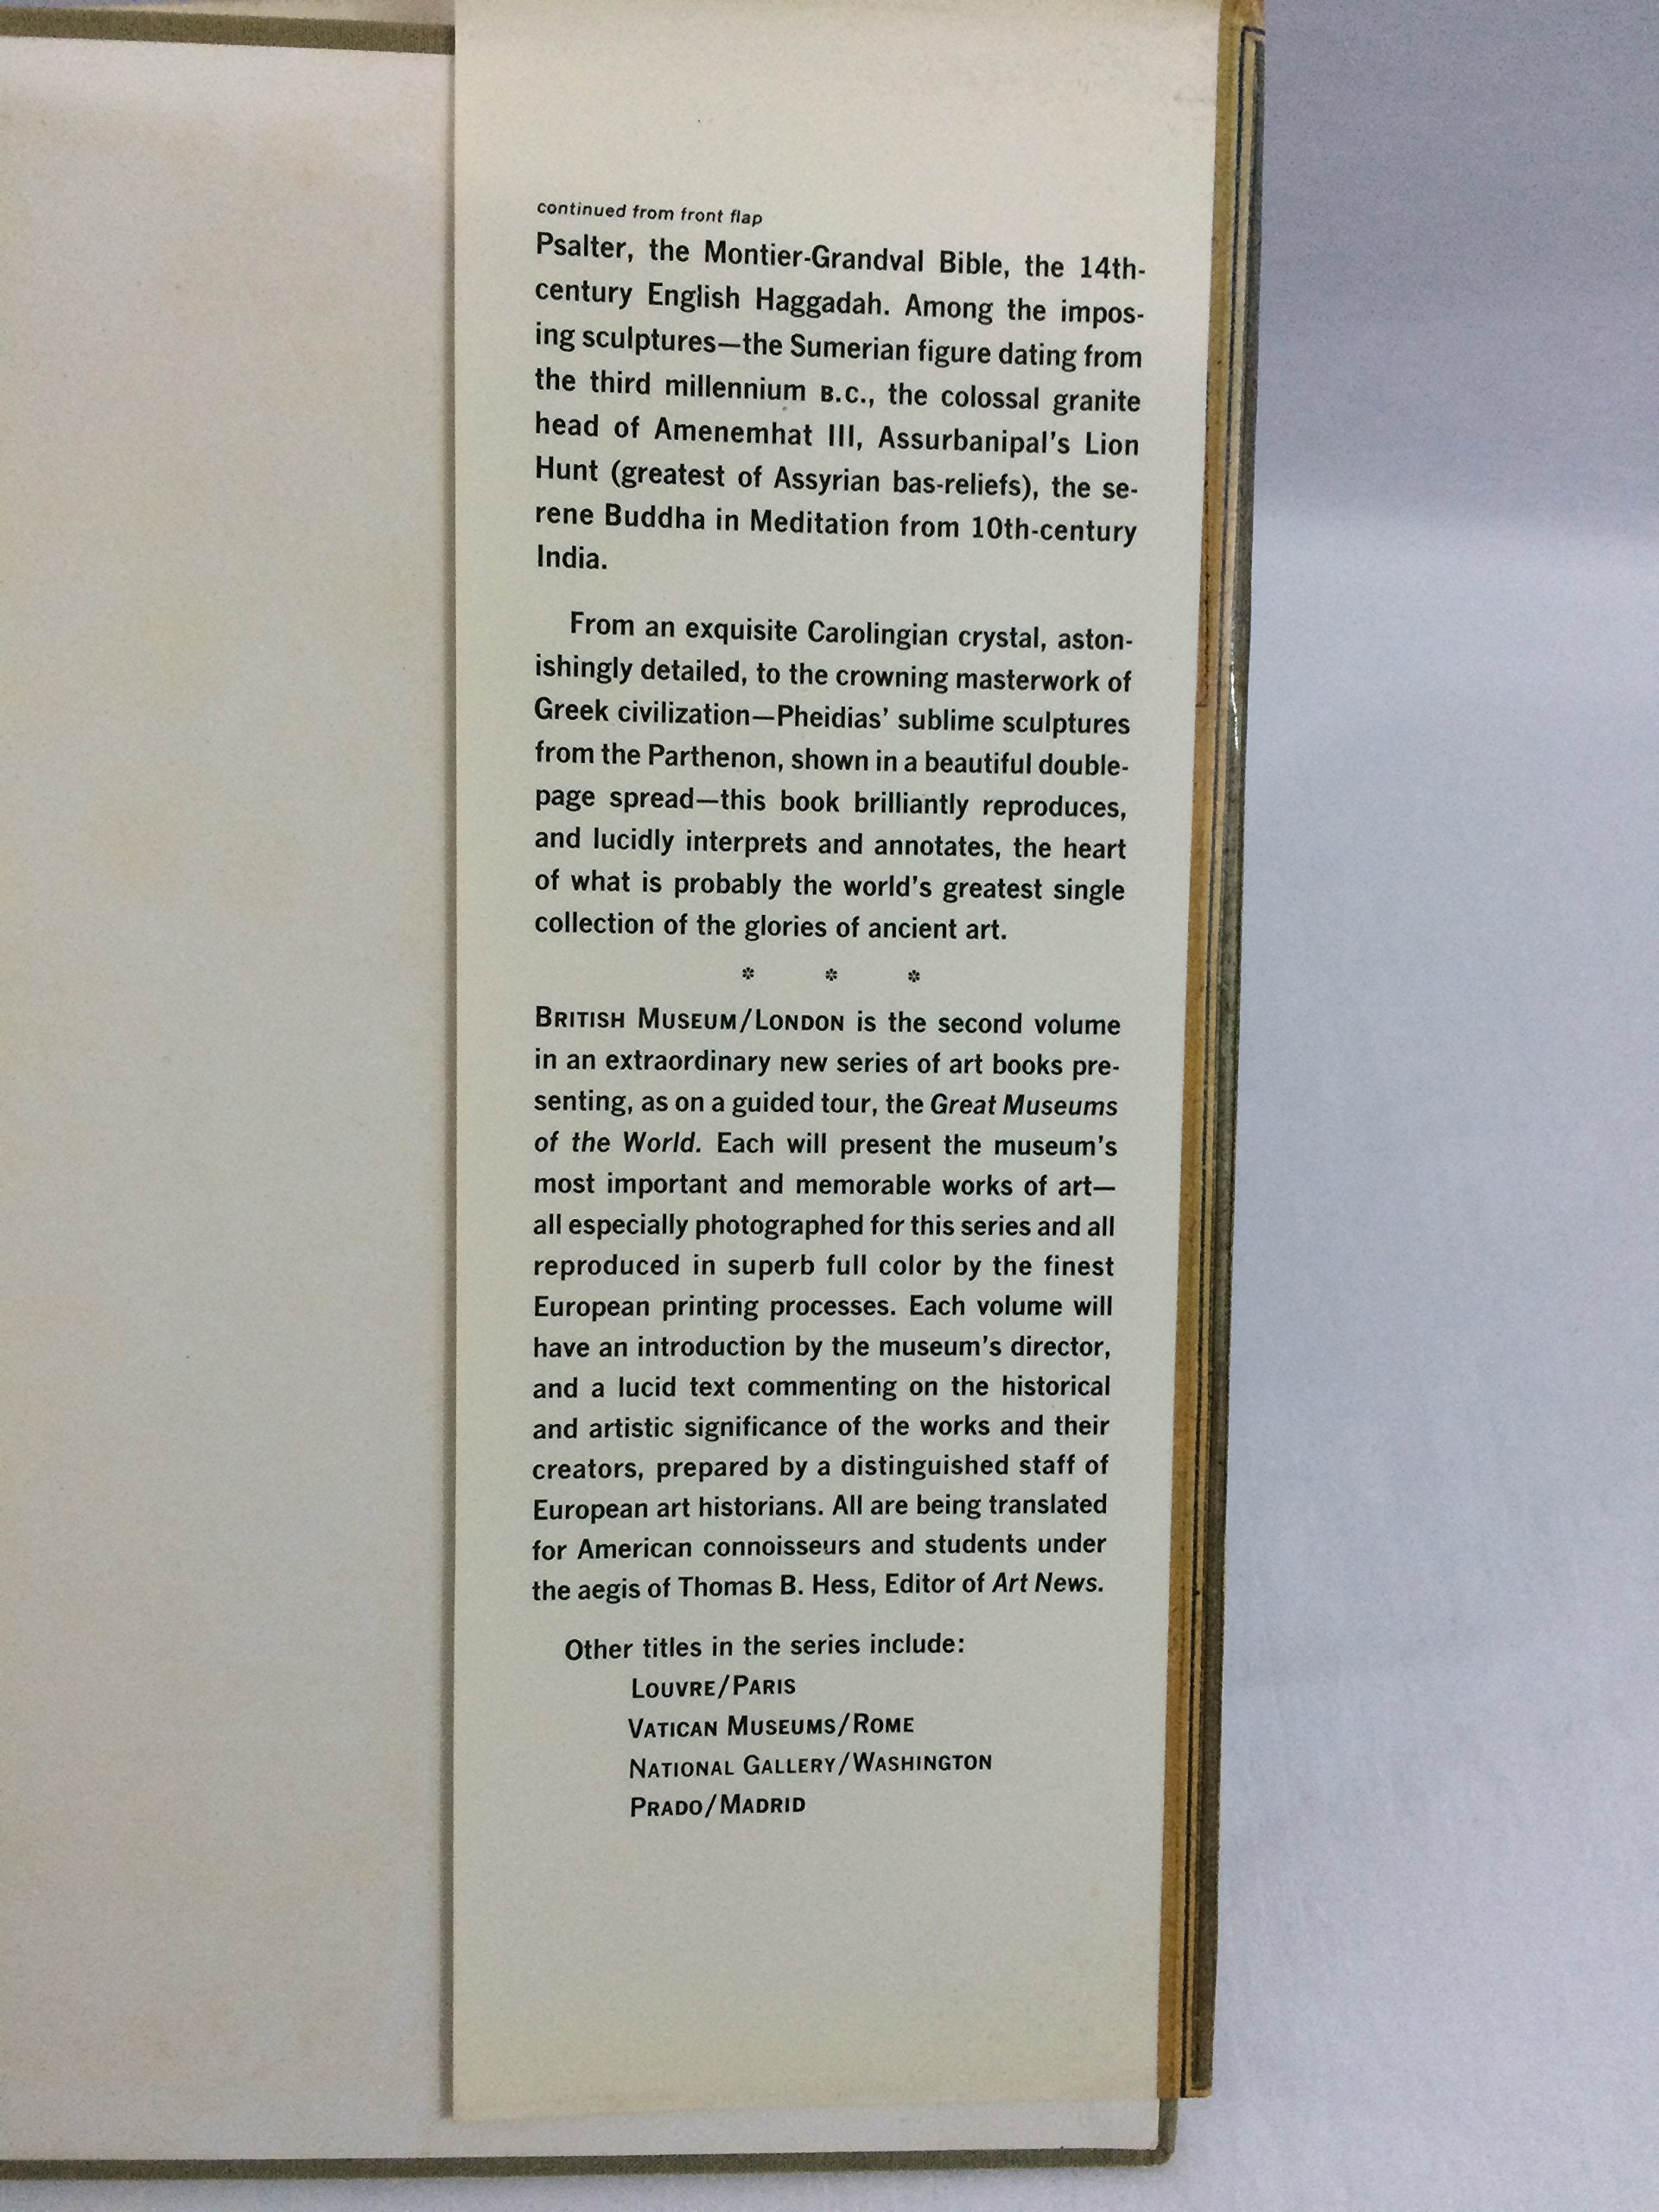 continued from front flap
Psalter, the Montier-Grandval Bible, the 14th-
century English Haggadah. Among the impos-
ing sculptures—the Sumerian figure dating from
the third millennium B.C., the colossal granite
head of Amenemhat III, Assurbanipal's Lion
Hunt (greatest of Assyrian bas-reliefs), the se-
rene Buddha in Meditation from 10th-century
India.
From an exquisite Carolingian crystal, aston-
ishingly detailed, to the crowning masterwork of
Greek civilization—Pheidias' sublime sculptures
from the Parthenon, shown in a beautiful double-
page spread—this book brilliantly reproduces,
and lucidly interprets and annotates, the heart
of what is probably the world's greatest single
collection of the glories of ancient art.
* * *
BRITISH MUSEUM/LONDON is the second volume
in an extraordinary new series of art books pre-
senting, as on a guided tour, the Great Museums
of the World. Each will present the museum's
most important and memorable works of art—
all especially photographed for this series and all
reproduced in superb full color by the finest
European printing processes. Each volume will
have an introduction by the museum's director,
and a lucid text commenting on the historical
and artistic significance of the works and their
creators, prepared by a distinguished staff of
European art historians. All are being translated
for American connoisseurs and students under
the aegis of Thomas B. Hess, Editor of Art News.
Other titles in the series include:
LOUVRE/PARIS
VATICAN MUSEUMS/ROME
NATIONAL GALLERY/WASHINGTON
PRADO/MADRID